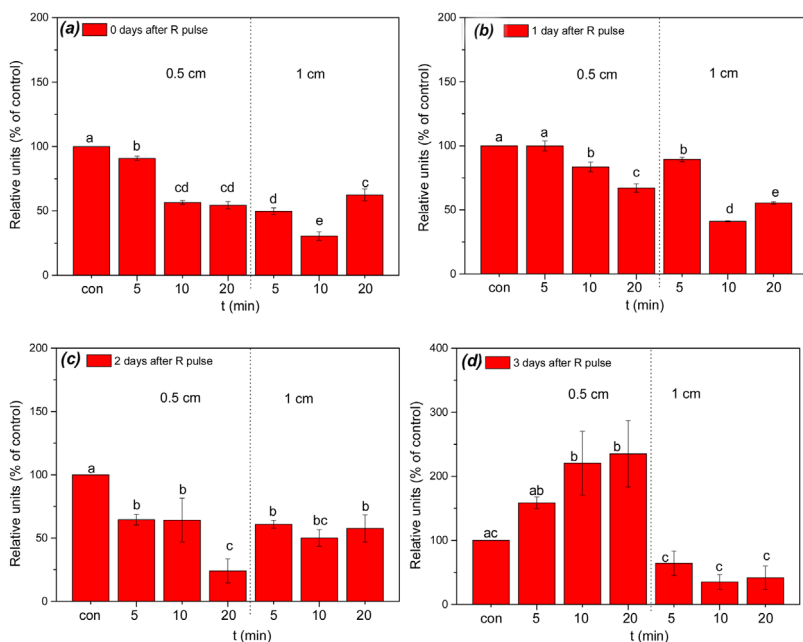 (a) 0 days after R pulse
0.5 cm 1 cm
Relative units (% of control)
200
150
100
50
0
a b cd cd d e c
con 5 10 20 5 10 20
t (min)
(b) 1 day after R pulse
0.5 cm 1 cm
Relative units (% of control)
200
150
100
50
0
a a b c b d e
con 5 10 20 5 10 20
t (min)
(c) 2 days after R pulse
0.5 cm 1 cm
Relative units (% of control)
200
150
100
50
0
a b b c b bc b
con 5 10 20 5 10 20
t (min)
(d) 3 days after R pulse
0.5 cm 1 cm
Relative units (% of control)
400
300
200
100
0
ac ab b b c c c
con 5 10 20 5 10 20
t (min)